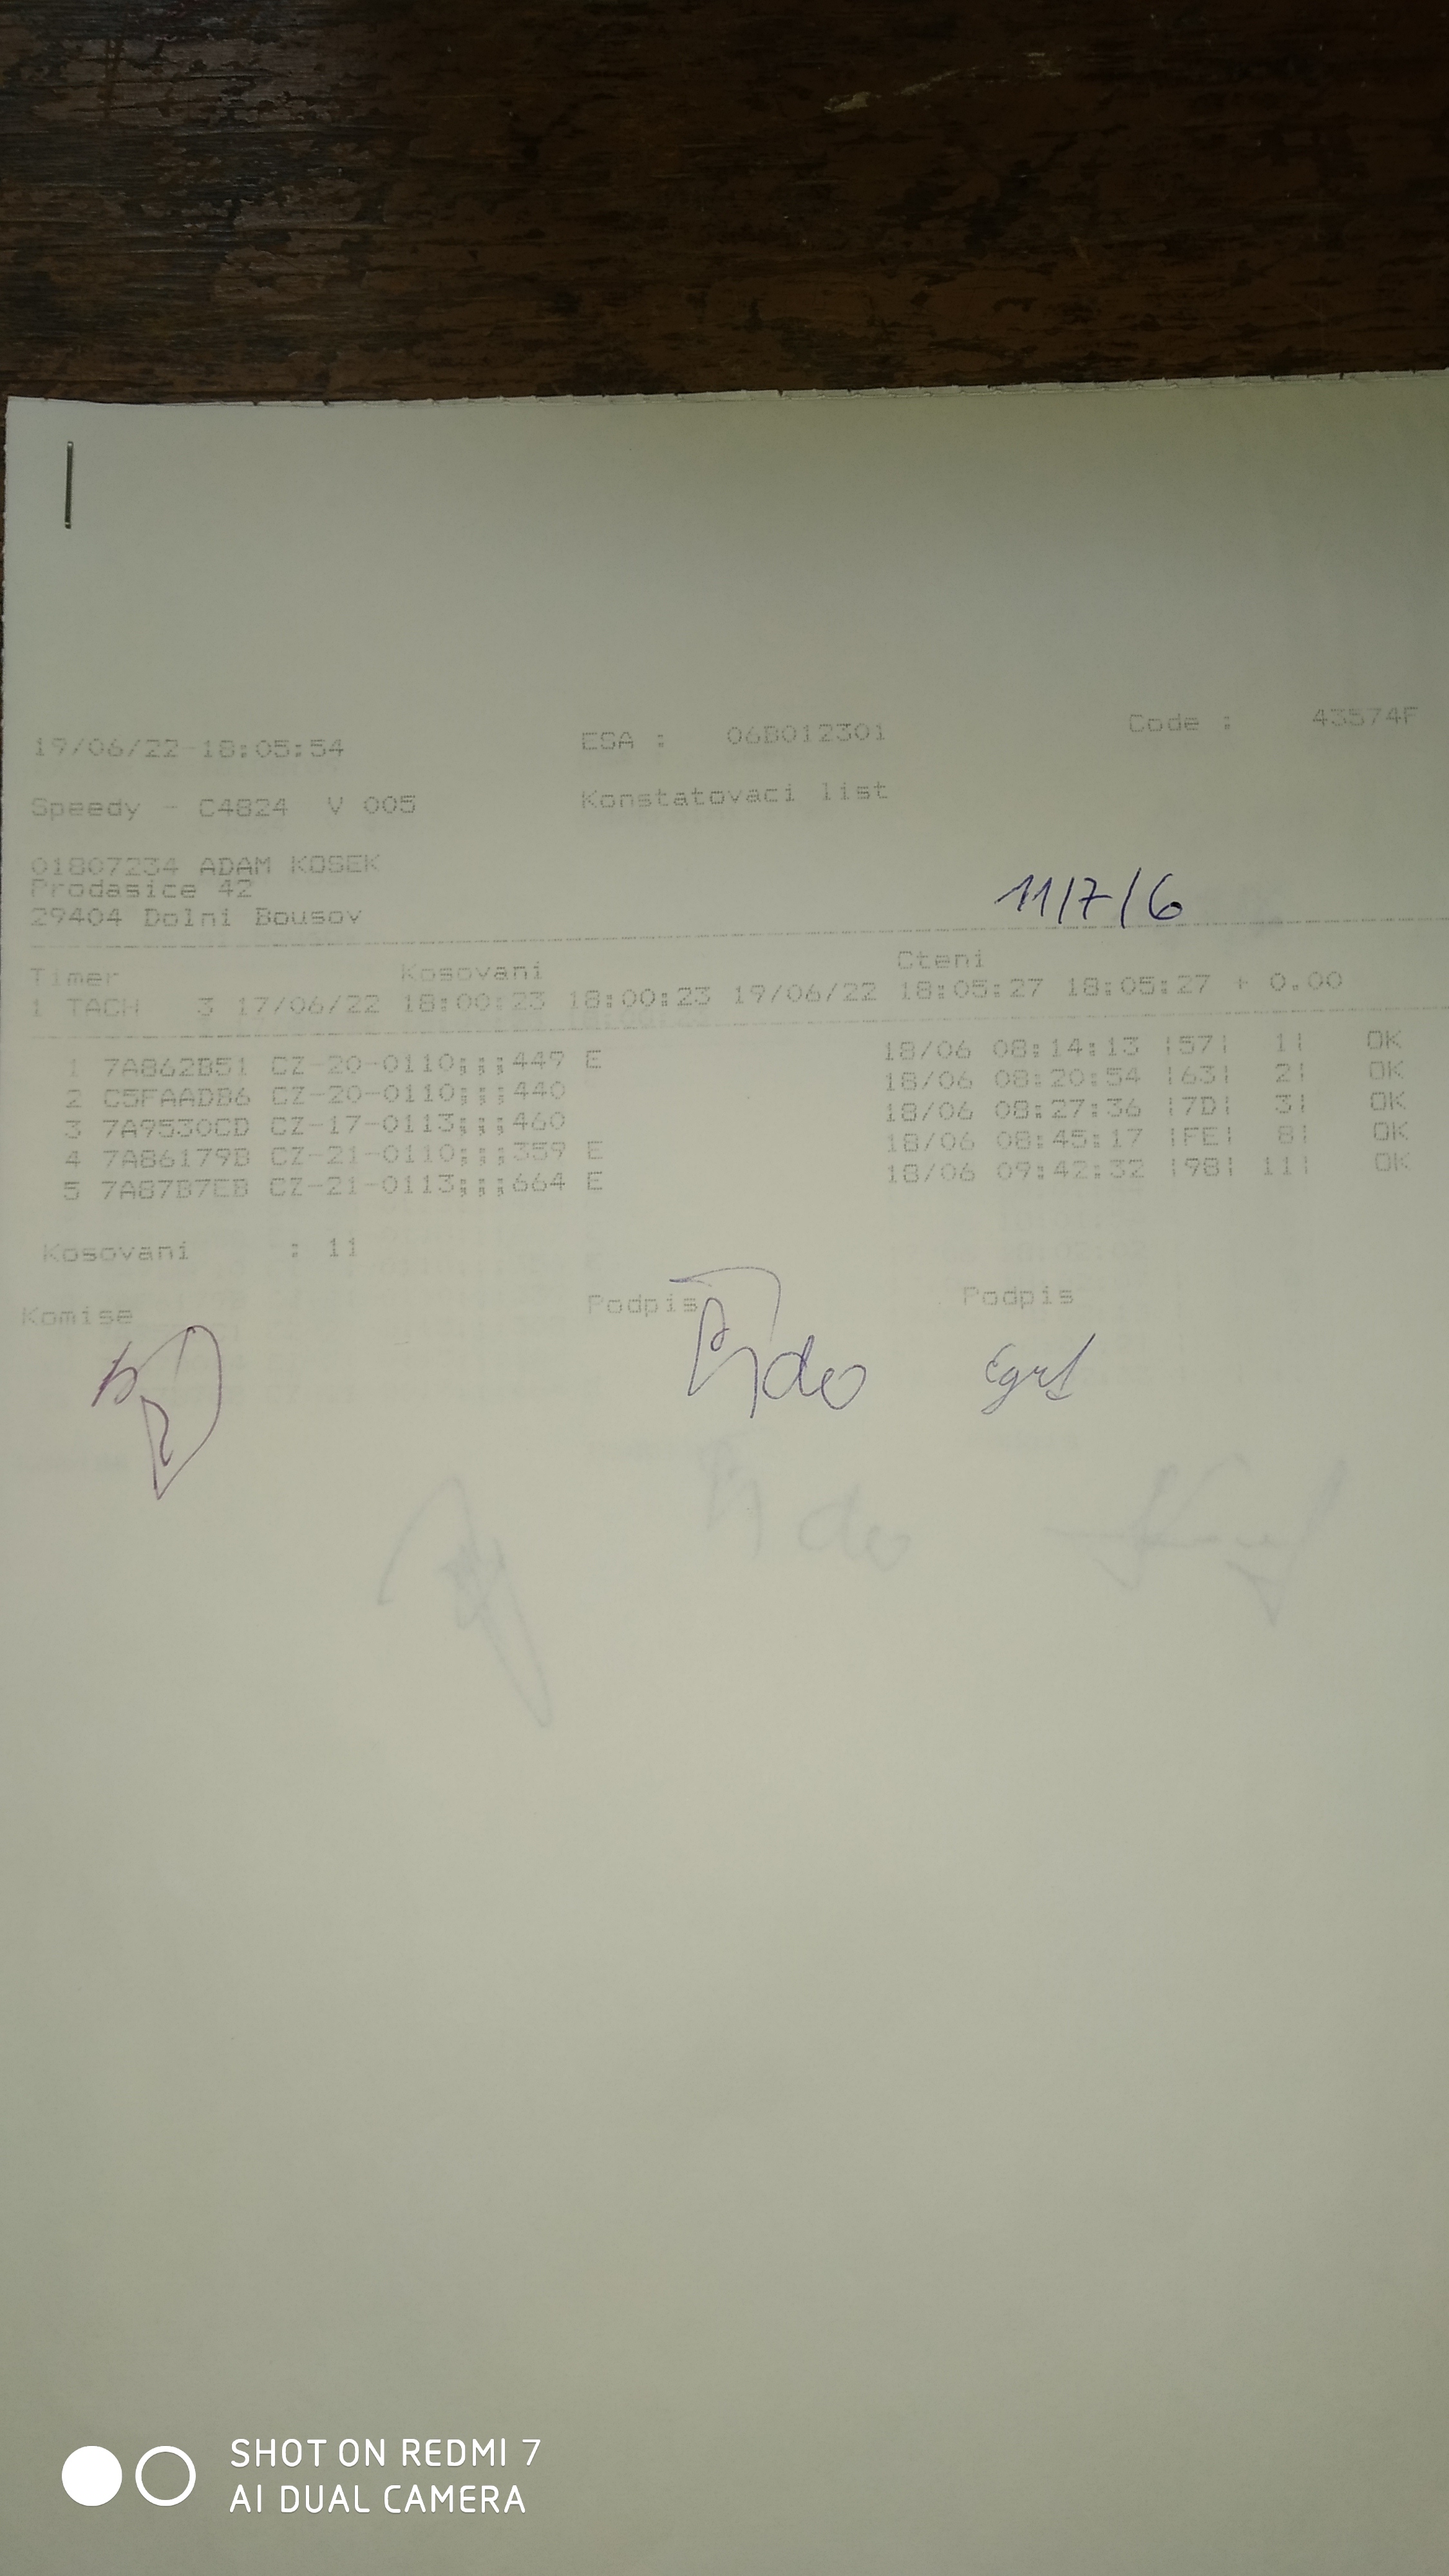 19/06/22-18:05:54 ESA : 06B012301 Code : 43574F
Speedy - C4824 V 005 Konstatovaci list
01807234 ADAM KOSEK
Prodasice 42
29404 Dolni Bousov
11/7/6
Timer Kosovani Cteni
1 TACH 3 17/06/22 18:00:23 18:00:23 19/06/22 18:05:27 18:05:27 + 0.00
1 7A862B51 CZ-20-0110;;;449 E 18/06 08:14:13 |57| 1| OK
2 C5FAADB6 CZ-20-0110;;;440 18/06 08:20:54 |63| 2| OK
3 7A9530CD CZ-17-0113;;;460 18/06 08:27:36 |7D| 3| OK
4 7A86179B CZ-21-0110;;;359 E 18/06 08:45:17 |FE| 8| OK
5 7A87B7CB CZ-21-0113;;;664 E 18/06 09:42:32 |98| 11| OK
Kosovani : 11
Komise Podpis Podpis
SHOT ON REDMI 7
AI DUAL CAMERA